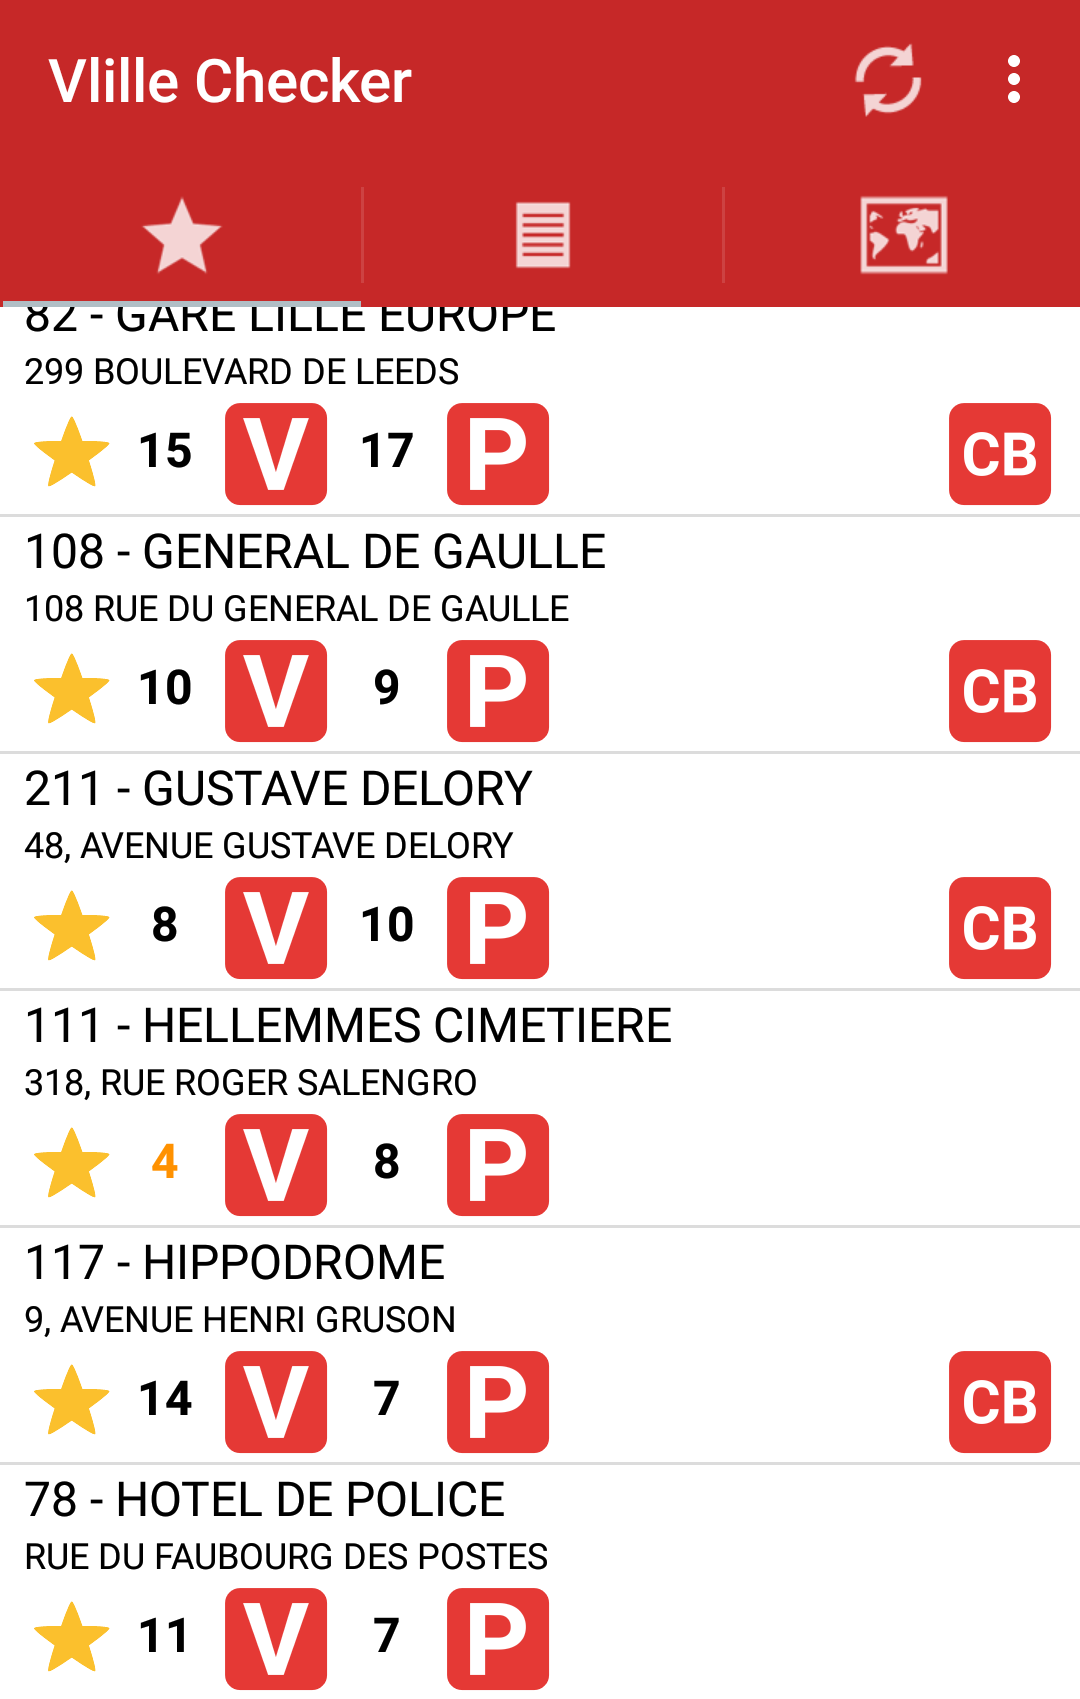 Vlille Checker
82 - GARE LILLE EUROPE
299 BOULEVARD DE LEEDS
15 V 17 P CB
108 - GENERAL DE GAULLE
108 RUE DU GENERAL DE GAULLE
10 V 9 P CB
211 - GUSTAVE DELORY
48, AVENUE GUSTAVE DELORY
8 V 10 P CB
111 - HELLEMMES CIMETIERE
318, RUE ROGER SALENGRO
4 V 8 P
117 - HIPPODROME
9, AVENUE HENRI GRUSON
14 V 7 P CB
78 - HOTEL DE POLICE
RUE DU FAUBOURG DES POSTES
11 V 7 P